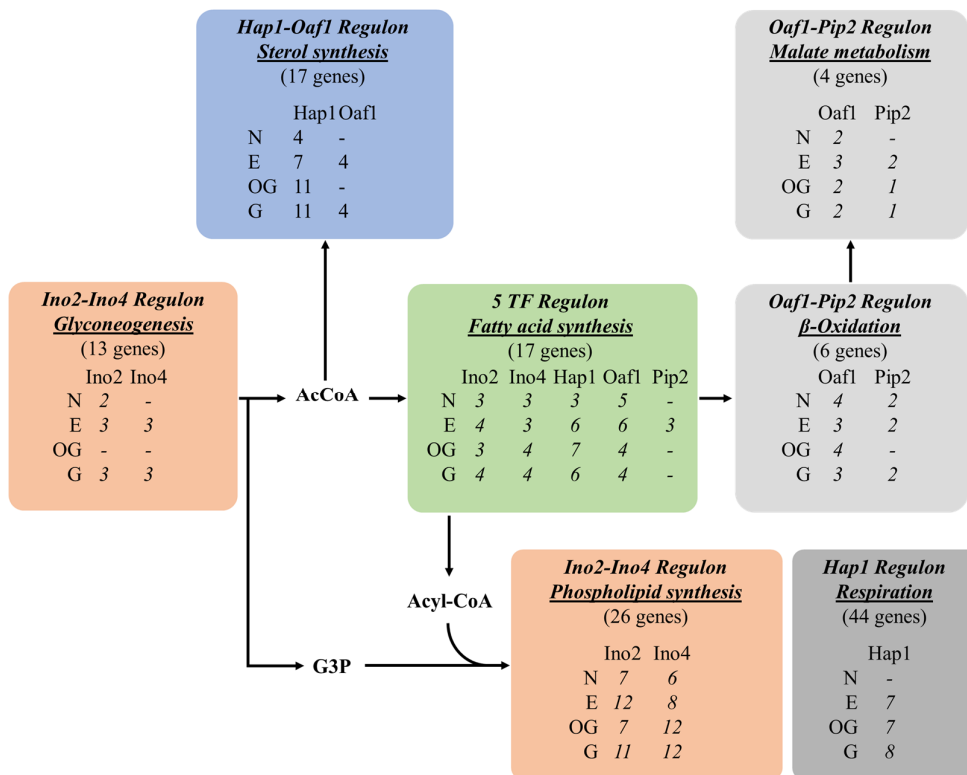 Hap1-Oaf1 Regulon
Sterol synthesis
(17 genes)
Hap1 Oaf1
N 4 -
E 7 4
OG 11 -
G 11 4
Oaf1-Pip2 Regulon
Malate metabolism
(4 genes)
Oaf1 Pip2
N 2 -
E 3 2
OG 2 1
G 2 1
Ino2-Ino4 Regulon
Glyconeogenesis
(13 genes)
Ino2 Ino4
N 2 -
E 3 3
OG - -
G 3 3
AcCoA
5 TF Regulon
Fatty acid synthesis
(17 genes)
Ino2 Ino4 Hap1 Oaf1 Pip2
N 3 3 3 5 -
E 4 3 6 6 3
OG 3 4 7 4 -
G 4 4 6 4 -
Oaf1-Pip2 Regulon
β-Oxidation
(6 genes)
Oaf1 Pip2
N 4 2
E 3 2
OG 4 -
G 3 2
Acyl-CoA
G3P
Ino2-Ino4 Regulon
Phospholipid synthesis
(26 genes)
Ino2 Ino4
N 7 6
E 12 8
OG 7 12
G 11 12
Hap1 Regulon
Respiration
(44 genes)
Hap1
N -
E 7
OG 7
G 8